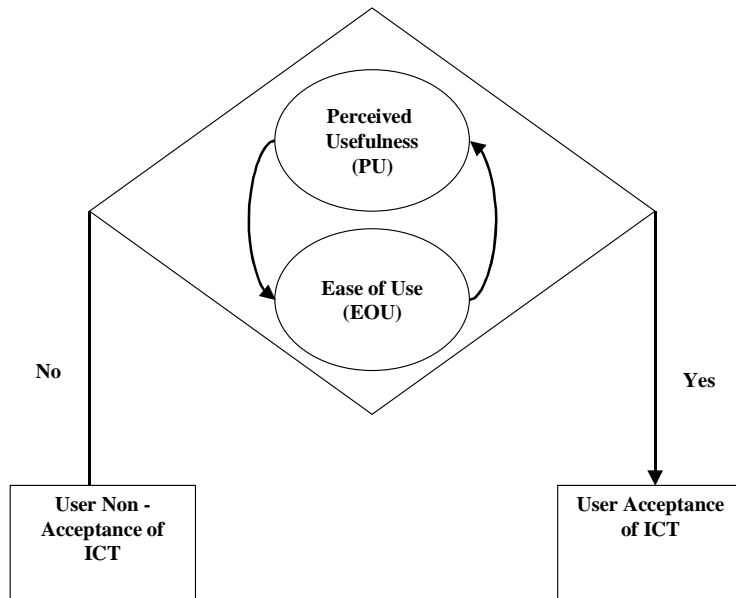 Perceived
Usefulness
(PU)
Ease of Use
(EOU)
No
Yes
User Non -
Acceptance of
ICT
User Acceptance
of ICT